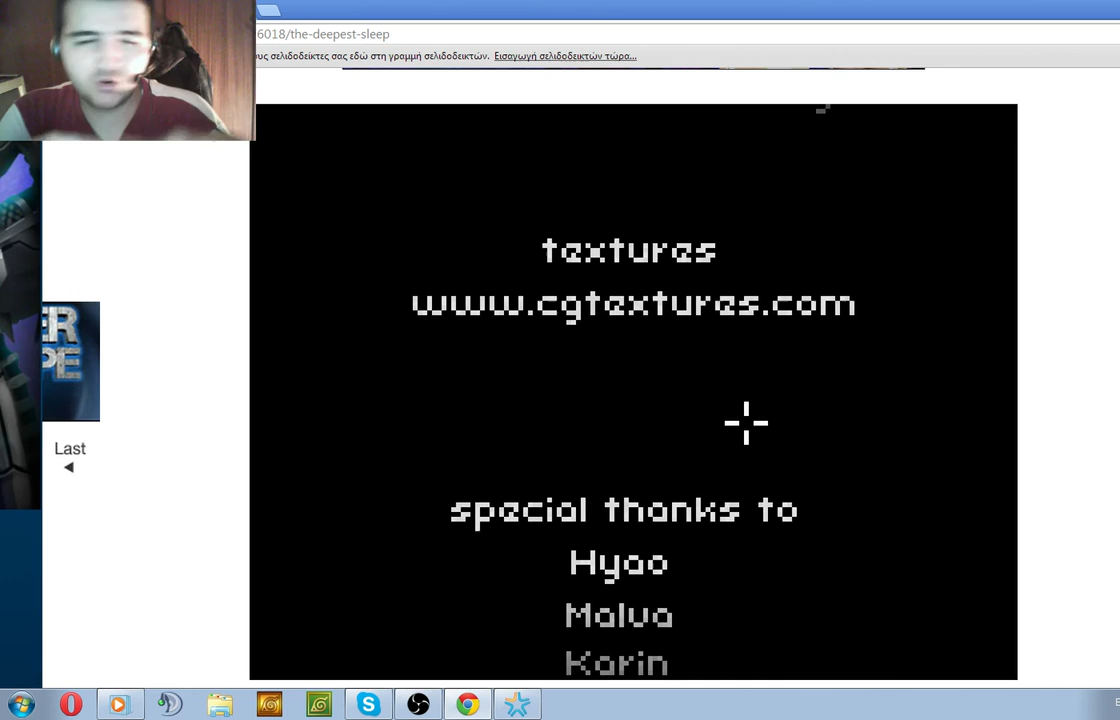 6018/the-deepest-sleep
υς σελιδοδείκτες σας εδώ στη γραμμή σελιδοδεικτών. Εισαγωγή σελιδοδεικτών τώρα...
textures
www.cgtextures.com
ER
PE
Last
special thanks to
Hyao
Malva
Karin